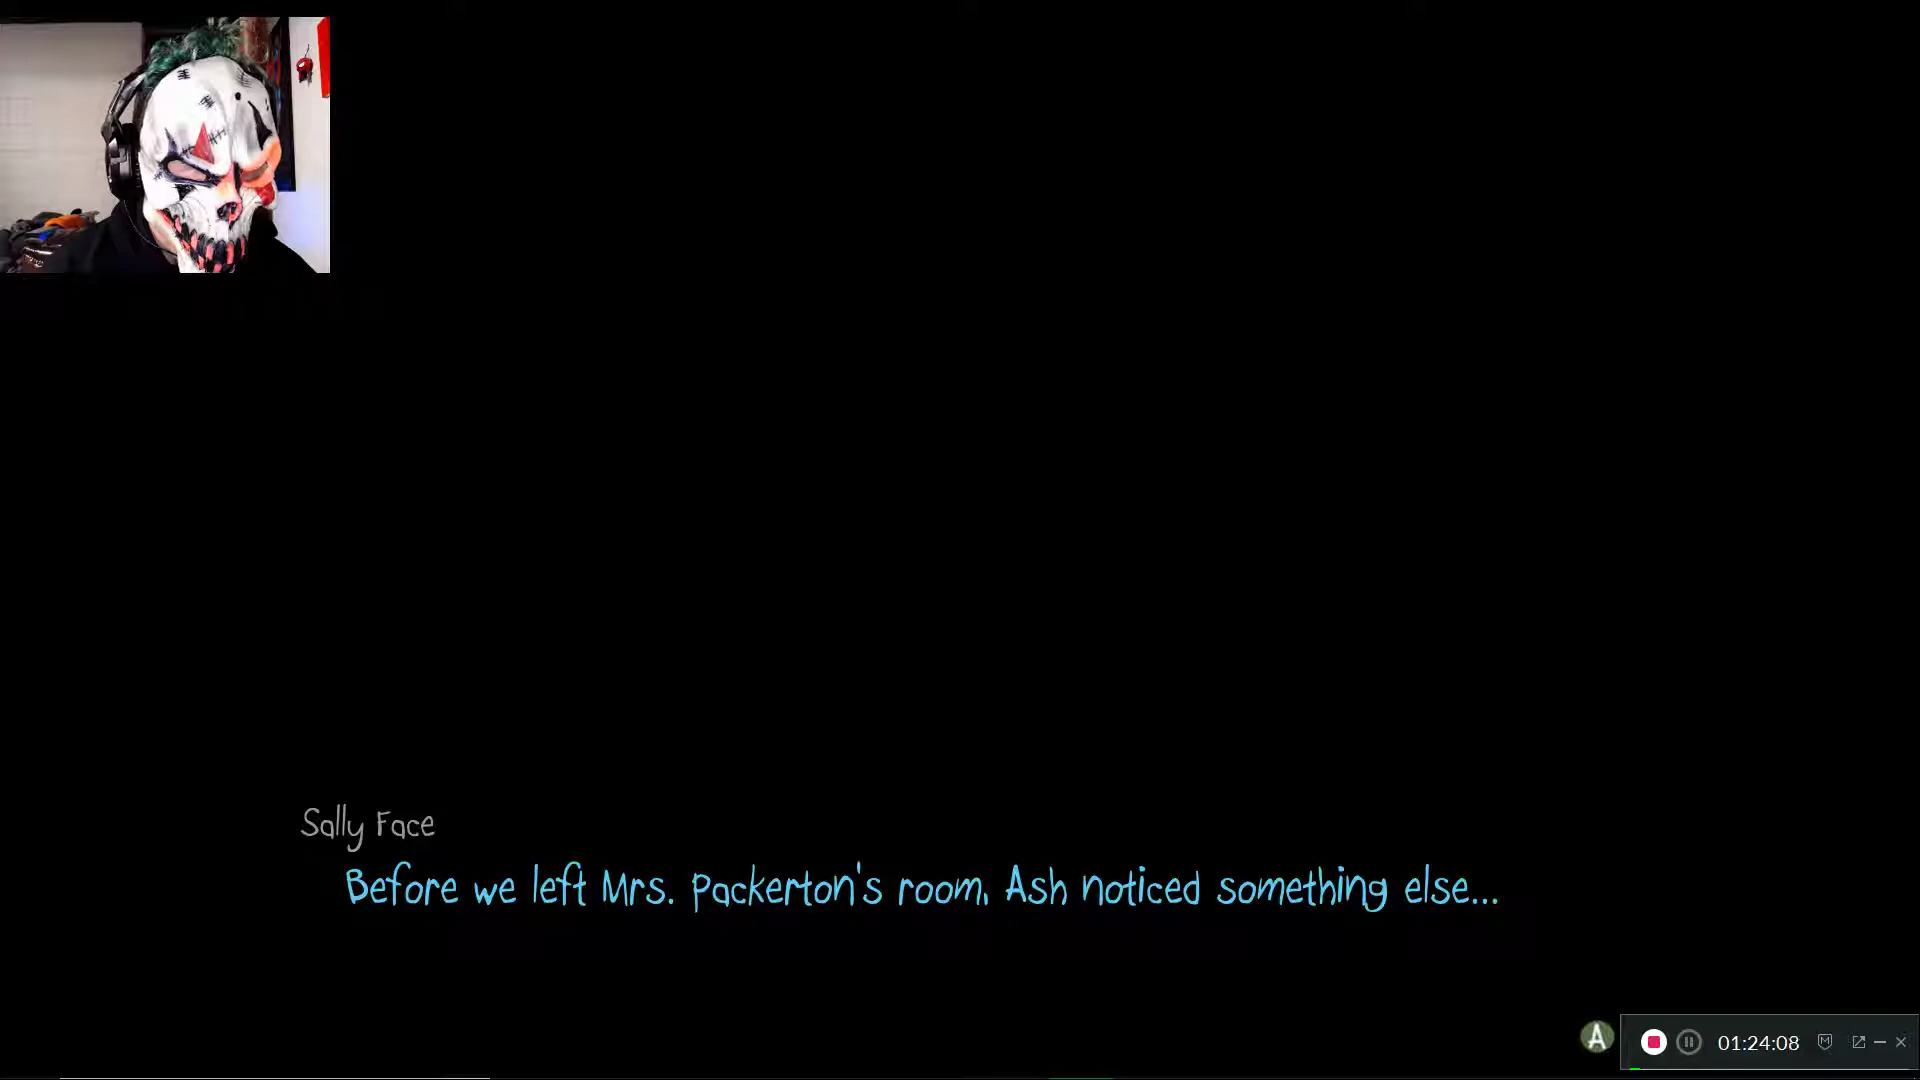 Sally Face
Before we left Mrs. Packerton's room, Ash noticed something else...
A
01:24:08